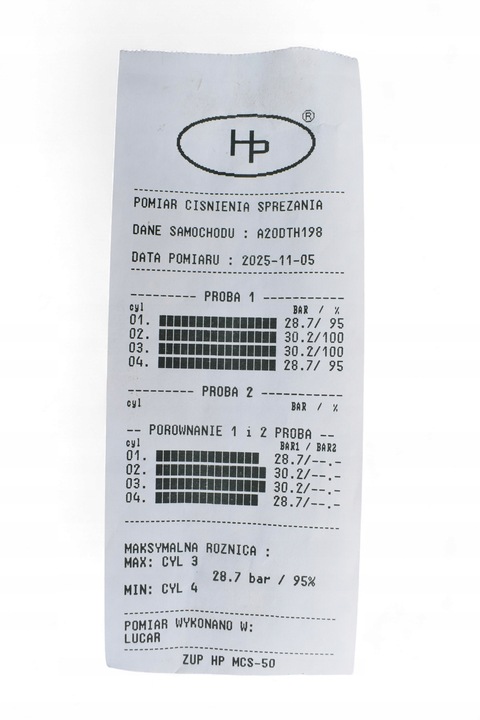 HP ®
POMIAR CISNIENIA SPREZANIA
DANE SAMOCHODU : A20DTH198
DATA POMIARU : 2025-11-05
---------- PROBA 1 ----------
cyl BAR / %
01. 28.7/ 95
02. 30.2/100
03. 30.2/100
04. 28.7/ 95
---------- PROBA 2 ----------
cyl BAR / %
-- POROWNANIE 1 i 2 PROBA --
cyl BAR1 / BAR2
01. 28.7/--.-
02. 30.2/--.-
03. 30.2/--.-
04. 28.7/--.-
MAKSYMALNA ROZNICA :
MAX: CYL 3
28.7 bar / 95%
MIN: CYL 4
POMIAR WYKONANO W:
LUCAR
ZUP HP MCS-50